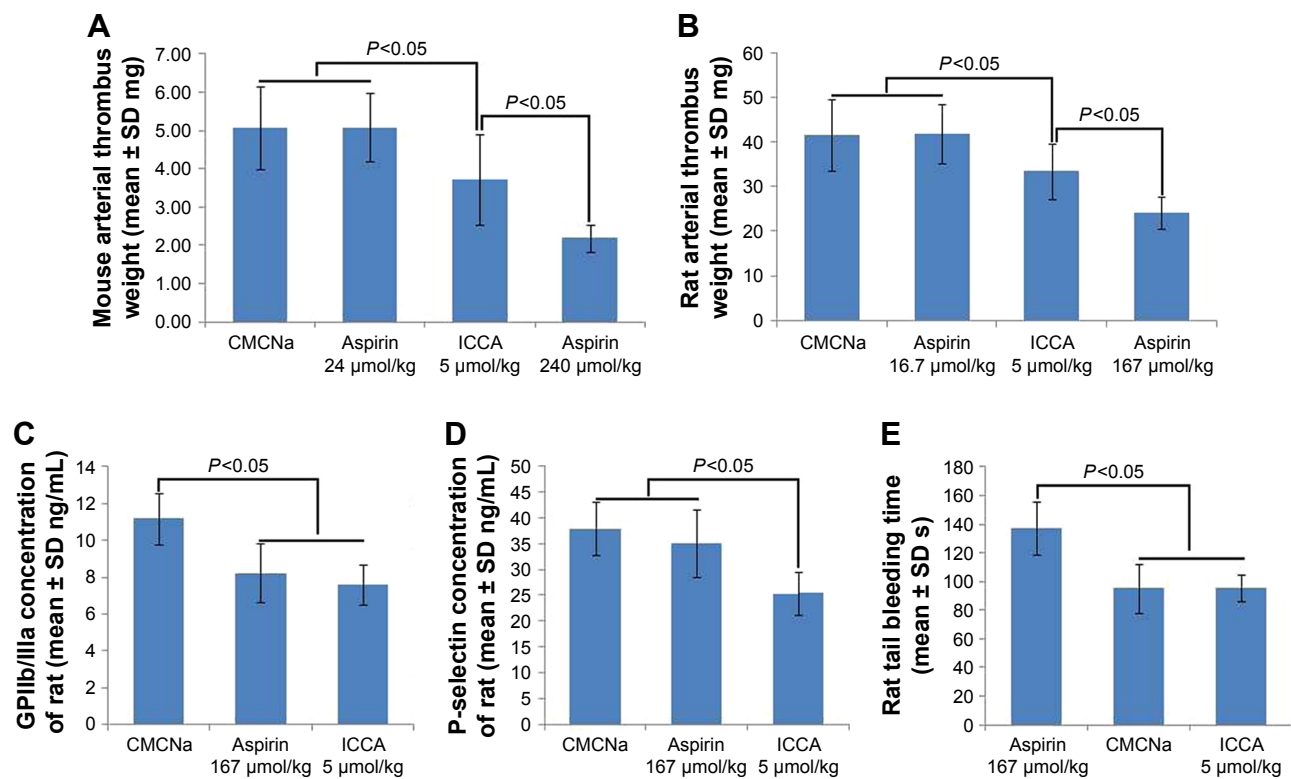 A
Mouse arterial thrombus
weight (mean ± SD mg)
7.00
6.00
5.00
4.00
3.00
2.00
1.00
0.00
P<0.05
P<0.05
CMCNa
Aspirin
24 µmol/kg
ICCA
5 µmol/kg
Aspirin
240 µmol/kg
B
Rat arterial thrombus
weight (mean ± SD mg)
60
50
40
30
20
10
0
P<0.05
P<0.05
CMCNa
Aspirin
16.7 µmol/kg
ICCA
5 µmol/kg
Aspirin
167 µmol/kg
C
GPIIb/IIIa concentration
of rat (mean ± SD ng/mL)
14
12
10
8
6
4
2
0
P<0.05
CMCNa
Aspirin
167 µmol/kg
ICCA
5 µmol/kg
D
P-selectin concentration
of rat (mean ± SD ng/mL)
50
45
40
35
30
25
20
15
10
5
0
P<0.05
CMCNa
Aspirin
167 µmol/kg
ICCA
5 µmol/kg
E
Rat tail bleeding time
(mean ± SD s)
180
160
140
120
100
80
60
40
20
0
P<0.05
Aspirin
167 µmol/kg
CMCNa
ICCA
5 µmol/kg